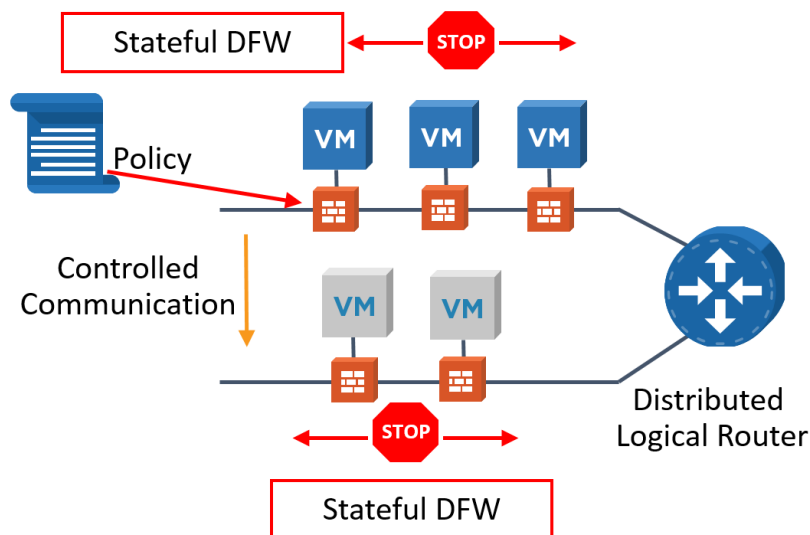 Stateful DFW
STOP
VM
VM
VM
Policy
Controlled
Communication
VM
VM
Distributed
Logical Router
STOP
Stateful DFW